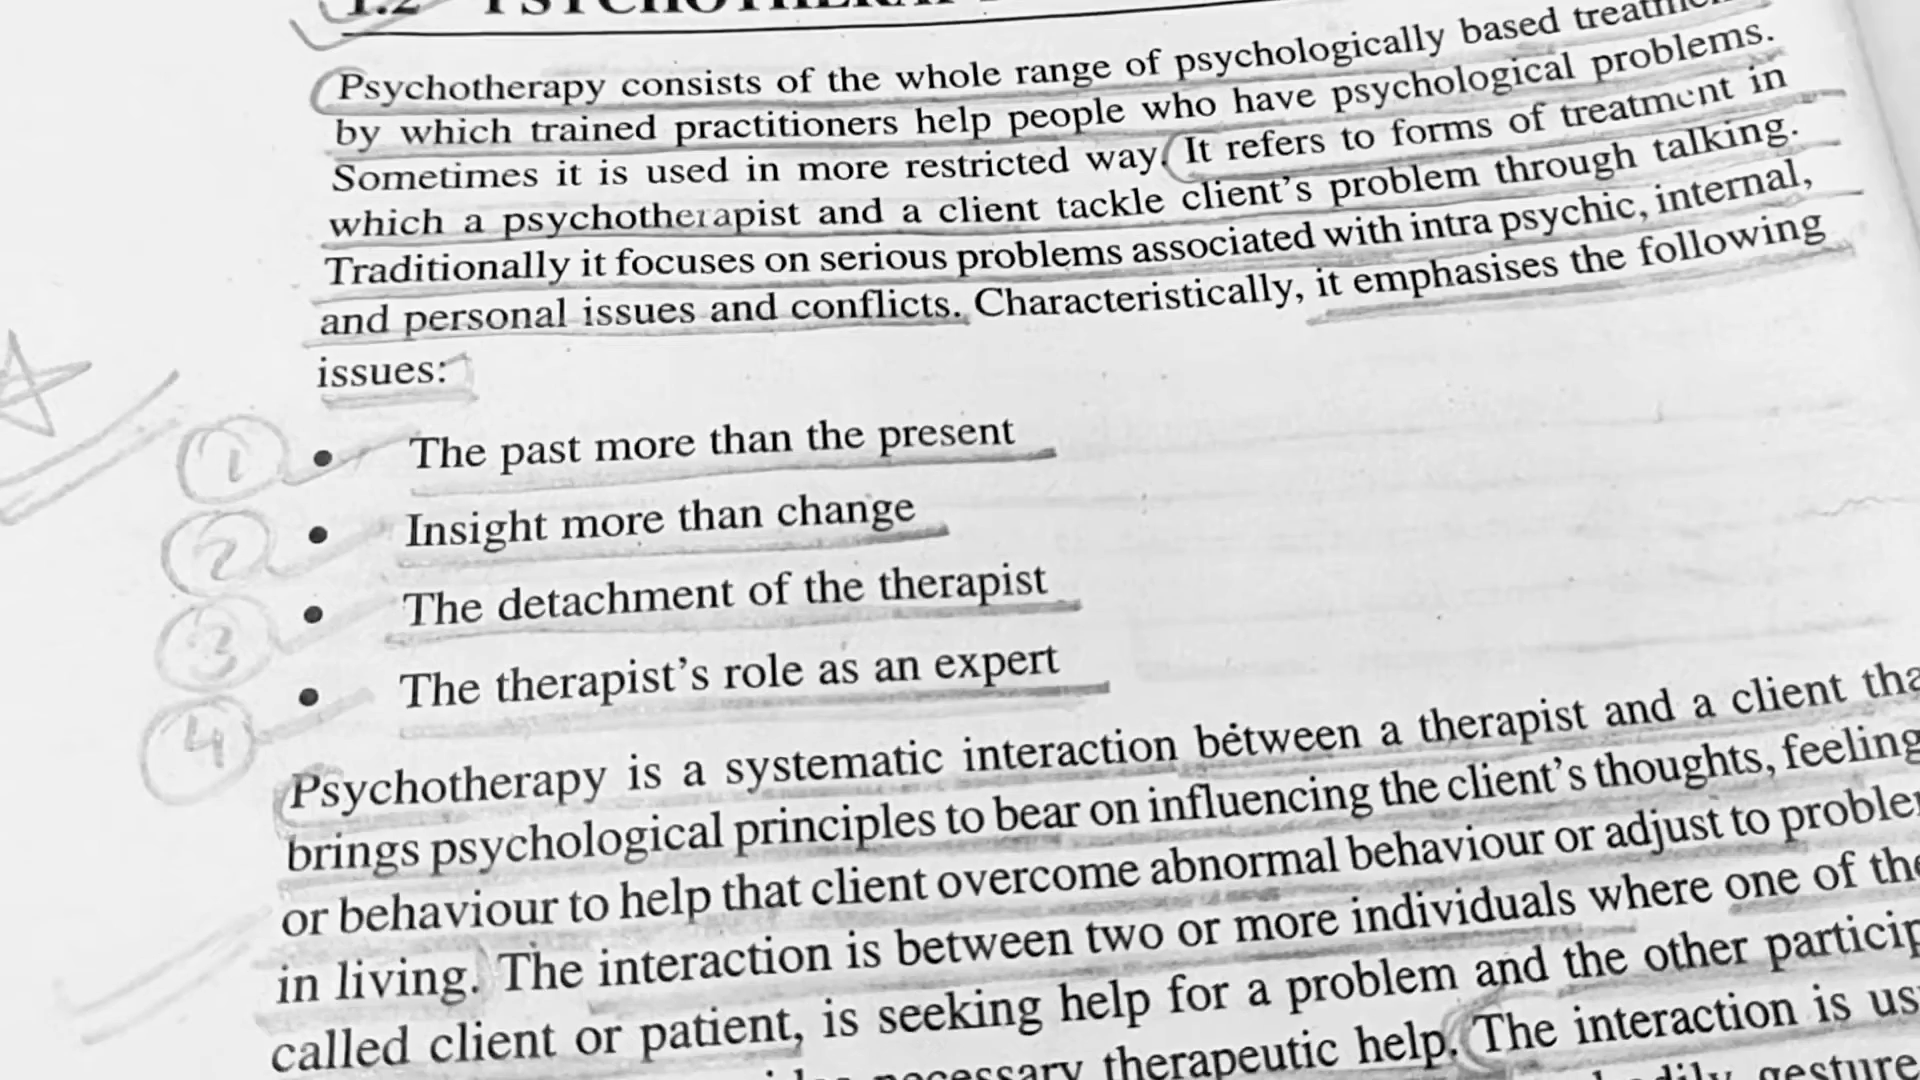 1.2 PSYCHOTHERAP
Psychotherapy consists of the whole range of psychologically based
by which trained practitioners help people who have psychological problems.
Sometimes it is used in more restricted way. It refers to forms of treatment in
which a psychotherapist and a client tackle client's problem through talking.
Traditionally it focuses on serious problems associated with intra psychic, internal,
and personal issues and conflicts. Characteristically, it emphasises the following
issues:
1 • The past more than the present
2 • Insight more than change
3 • The detachment of the therapist
4 • The therapist's role as an expert
Psychotherapy is a systematic interaction between a therapist and a client
brings psychological principles to bear on influencing the client's thoughts, feeling
or behaviour to help that client overcome abnormal behaviour or adjust to
in living. The interaction is between two or more individuals where one of
called client or patient, is seeking help for a problem and the other
necessary therapeutic help. The interaction is